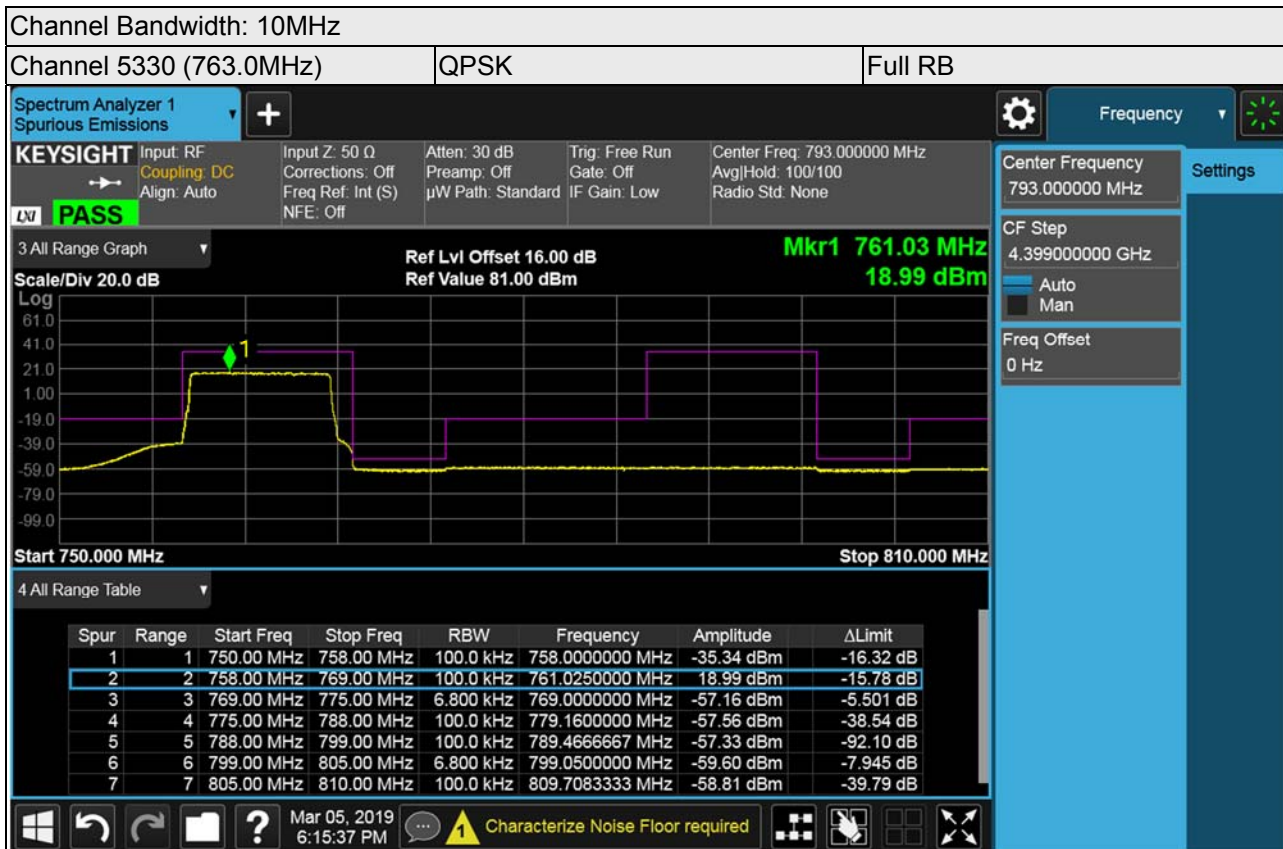 Channel Bandwidth: 10MHz
Channel 5330 (763.0MHz) QPSK Full RB
Spectrum Analyzer 1
Spurious Emissions
+
Frequency
KEYSIGHT Input: RF Input Z: 50 Ω Atten: 30 dB Trig: Free Run Center Freq: 793.000000 MHz
Coupling: DC Corrections: Off Preamp: Off Gate: Off Avg|Hold: 100/100
Align: Auto Freq Ref: Int (S) µW Path: Standard IF Gain: Low Radio Std: None
LXI PASS NFE: Off
Center Frequency
793.000000 MHz
Settings
CF Step
4.399000000 GHz
Auto
Man
Freq Offset
0 Hz
3 All Range Graph
Ref Lvl Offset 16.00 dB
Mkr1 761.03 MHz
Scale/Div 20.0 dB
Ref Value 81.00 dBm
18.99 dBm
Log
61.0
41.0
1
21.0
1.00
-19.0
-39.0
-59.0
-79.0
-99.0
Start 750.000 MHz Stop 810.000 MHz
4 All Range Table
Spur Range Start Freq Stop Freq RBW Frequency Amplitude ΔLimit
1 1 750.00 MHz 758.00 MHz 100.0 kHz 758.0000000 MHz -35.34 dBm -16.32 dB
2 2 758.00 MHz 769.00 MHz 100.0 kHz 761.0250000 MHz 18.99 dBm -15.78 dB
3 3 769.00 MHz 775.00 MHz 6.800 kHz 769.0000000 MHz -57.16 dBm -5.501 dB
4 4 775.00 MHz 788.00 MHz 100.0 kHz 779.1600000 MHz -57.56 dBm -38.54 dB
5 5 788.00 MHz 799.00 MHz 100.0 kHz 789.4666667 MHz -57.33 dBm -92.10 dB
6 6 799.00 MHz 805.00 MHz 6.800 kHz 799.0500000 MHz -59.60 dBm -7.945 dB
7 7 805.00 MHz 810.00 MHz 100.0 kHz 809.7083333 MHz -58.81 dBm -39.79 dB
?
Mar 05, 2019
6:15:37 PM
1 Characterize Noise Floor required